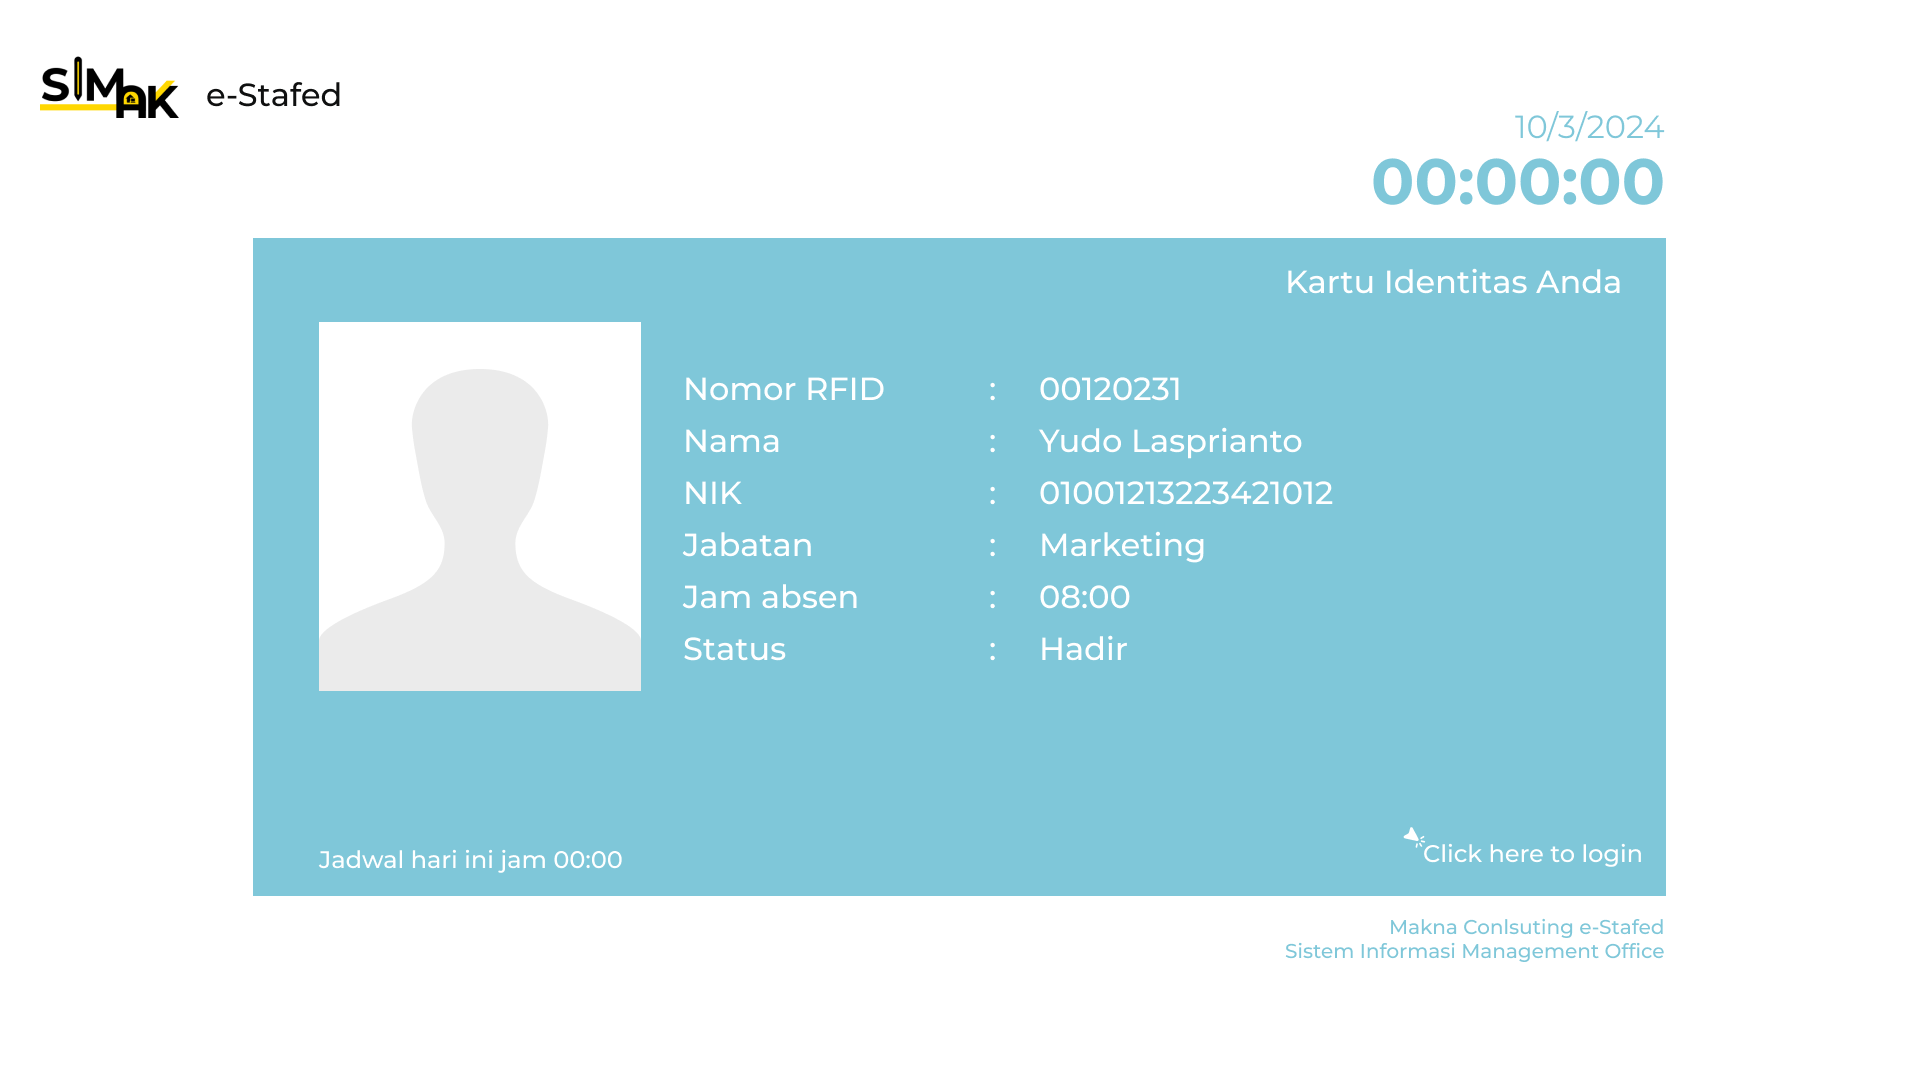 SIMAK e-Stafed
10/3/2024
00:00:00
Kartu Identitas Anda
Nomor RFID : 00120231
Nama : Yudo Lasprianto
NIK : 01001213223421012
Jabatan : Marketing
Jam absen : 08:00
Status : Hadir
Jadwal hari ini jam 00:00
Click here to login
Makna Conlsuting e-Stafed
Sistem Informasi Management Office